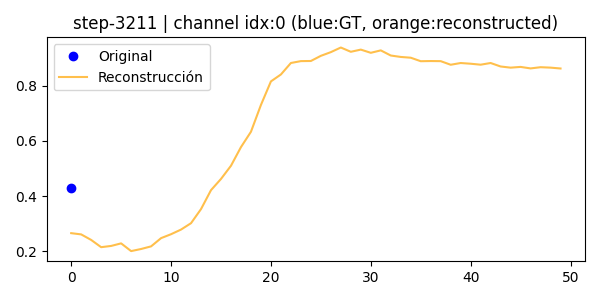 step-3211 | channel idx:0 (blue:GT, orange:reconstructed)
Original
Reconstrucción
0.8
0.6
0.4
0.2
0 10 20 30 40 50